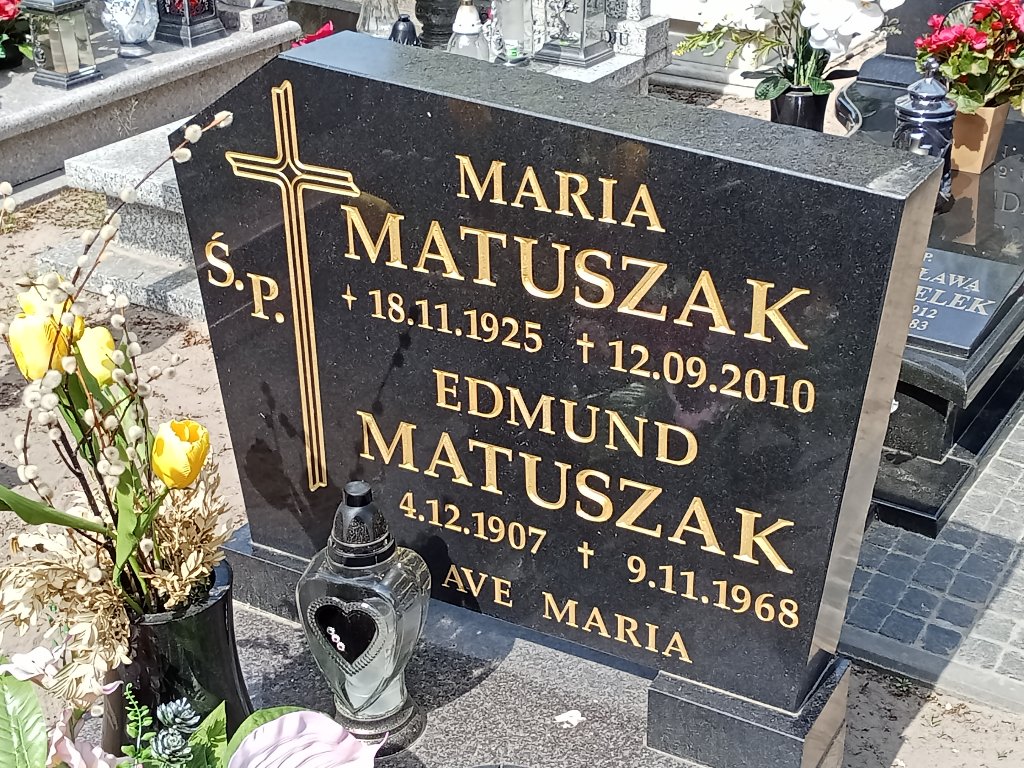 Ś.P.
MARIA
MATUSZAK
+ 18.11.1925 † 12.09.2010
EDMUND
MATUSZAK
4.12.1907 † 9.11.1968
AVE MARIA